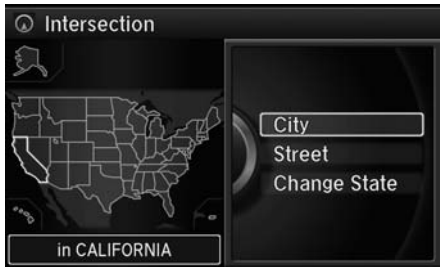 Intersection
City
Street
Change State
in CALIFORNIA